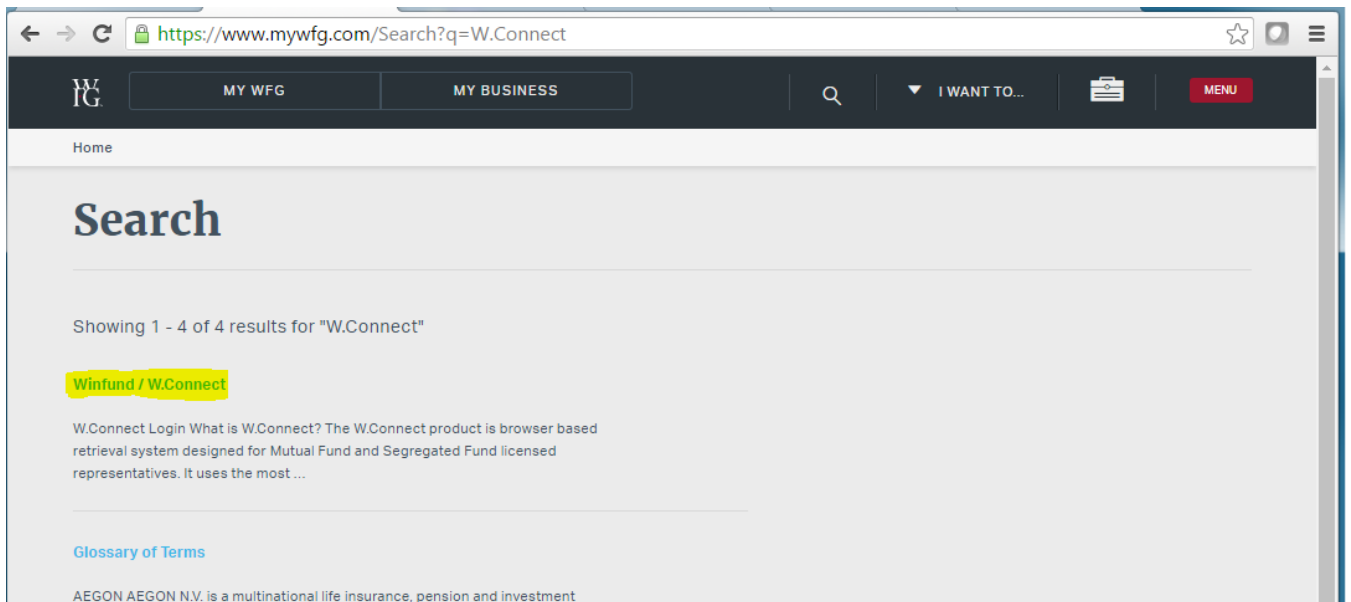 https://www.mywfg.com/Search?q=W.Connect
WFG MY WFG MY BUSINESS I WANT TO... MENU
Home
Search
Showing 1 - 4 of 4 results for "W.Connect"
Winfund / W.Connect
W.Connect Login What is W.Connect? The W.Connect product is browser based
retrieval system designed for Mutual Fund and Segregated Fund licensed
representatives. It uses the most ...
Glossary of Terms
AEGON AEGON N.V. is a multinational life insurance, pension and investment